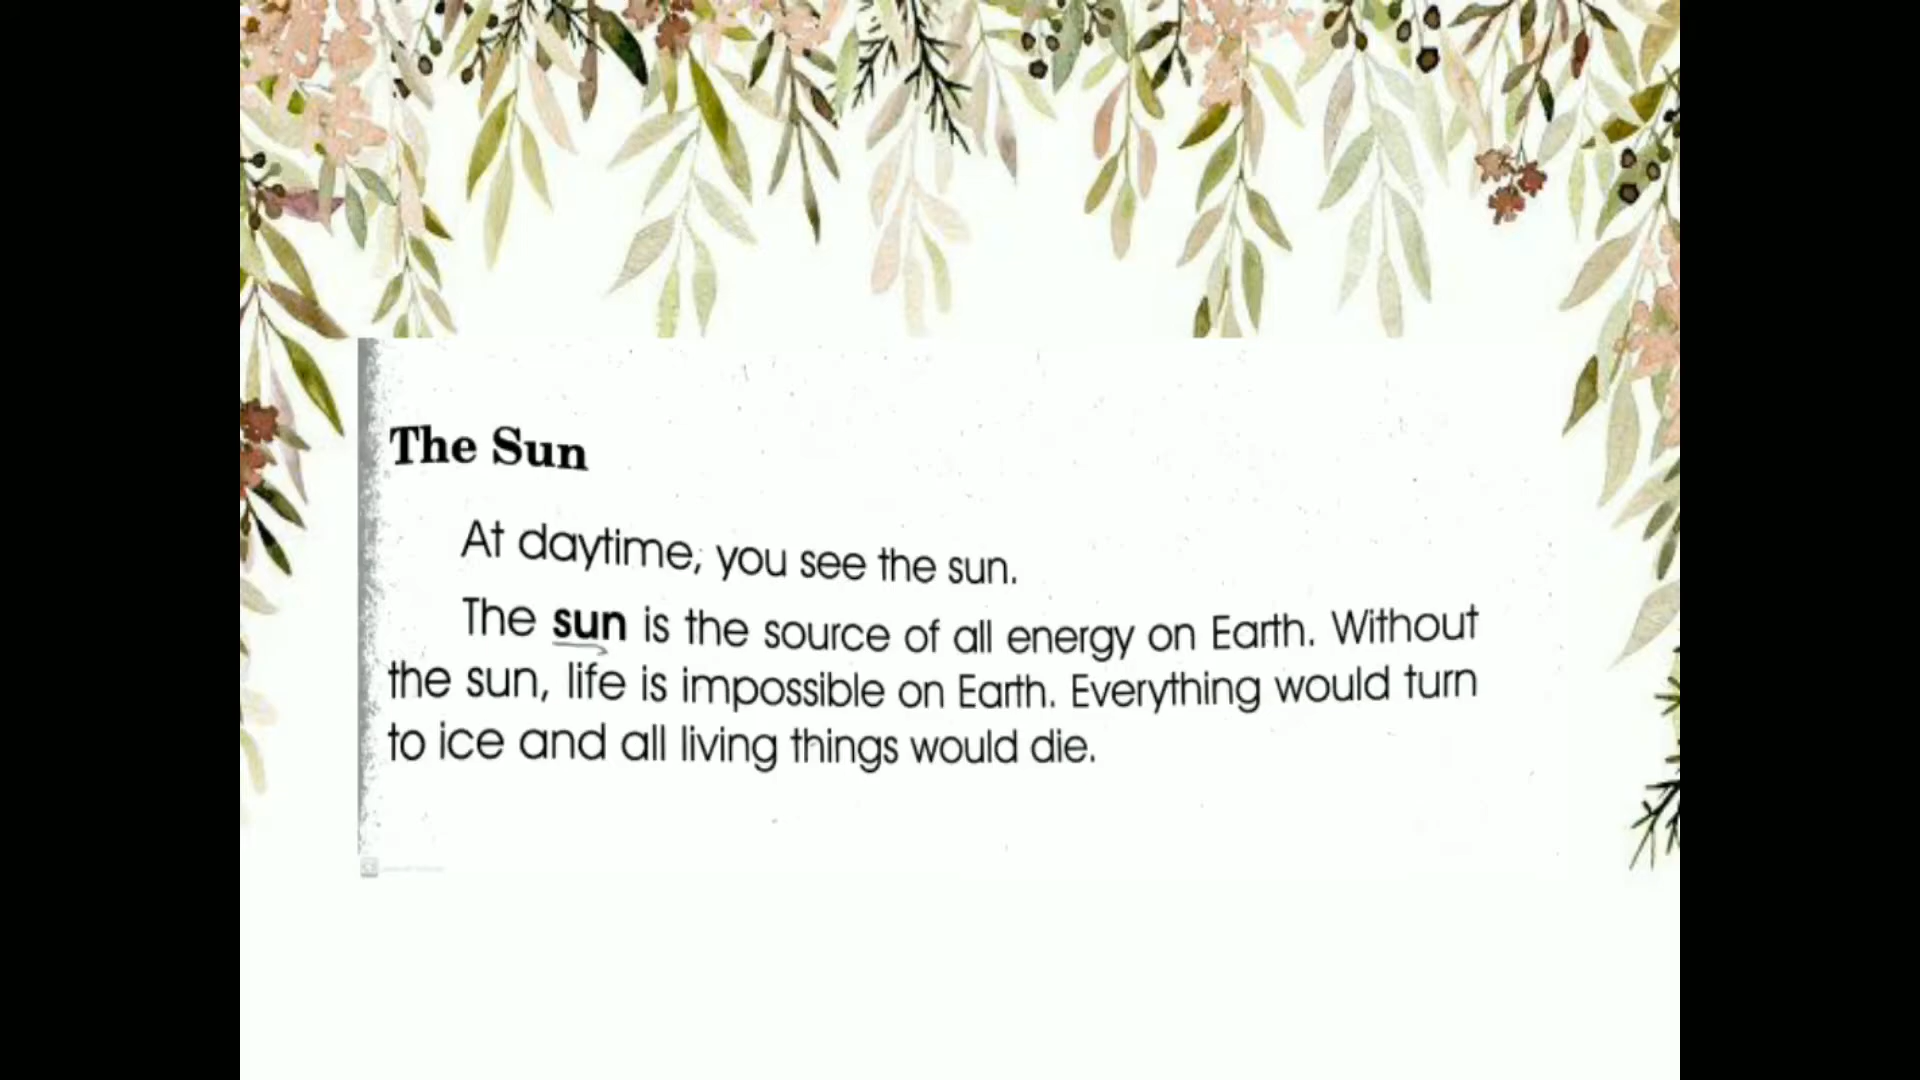 The Sun
At daytime, you see the sun.
The sun is the source of all energy on Earth. Without
the sun, life is impossible on Earth. Everything would turn
to ice and all living things would die.